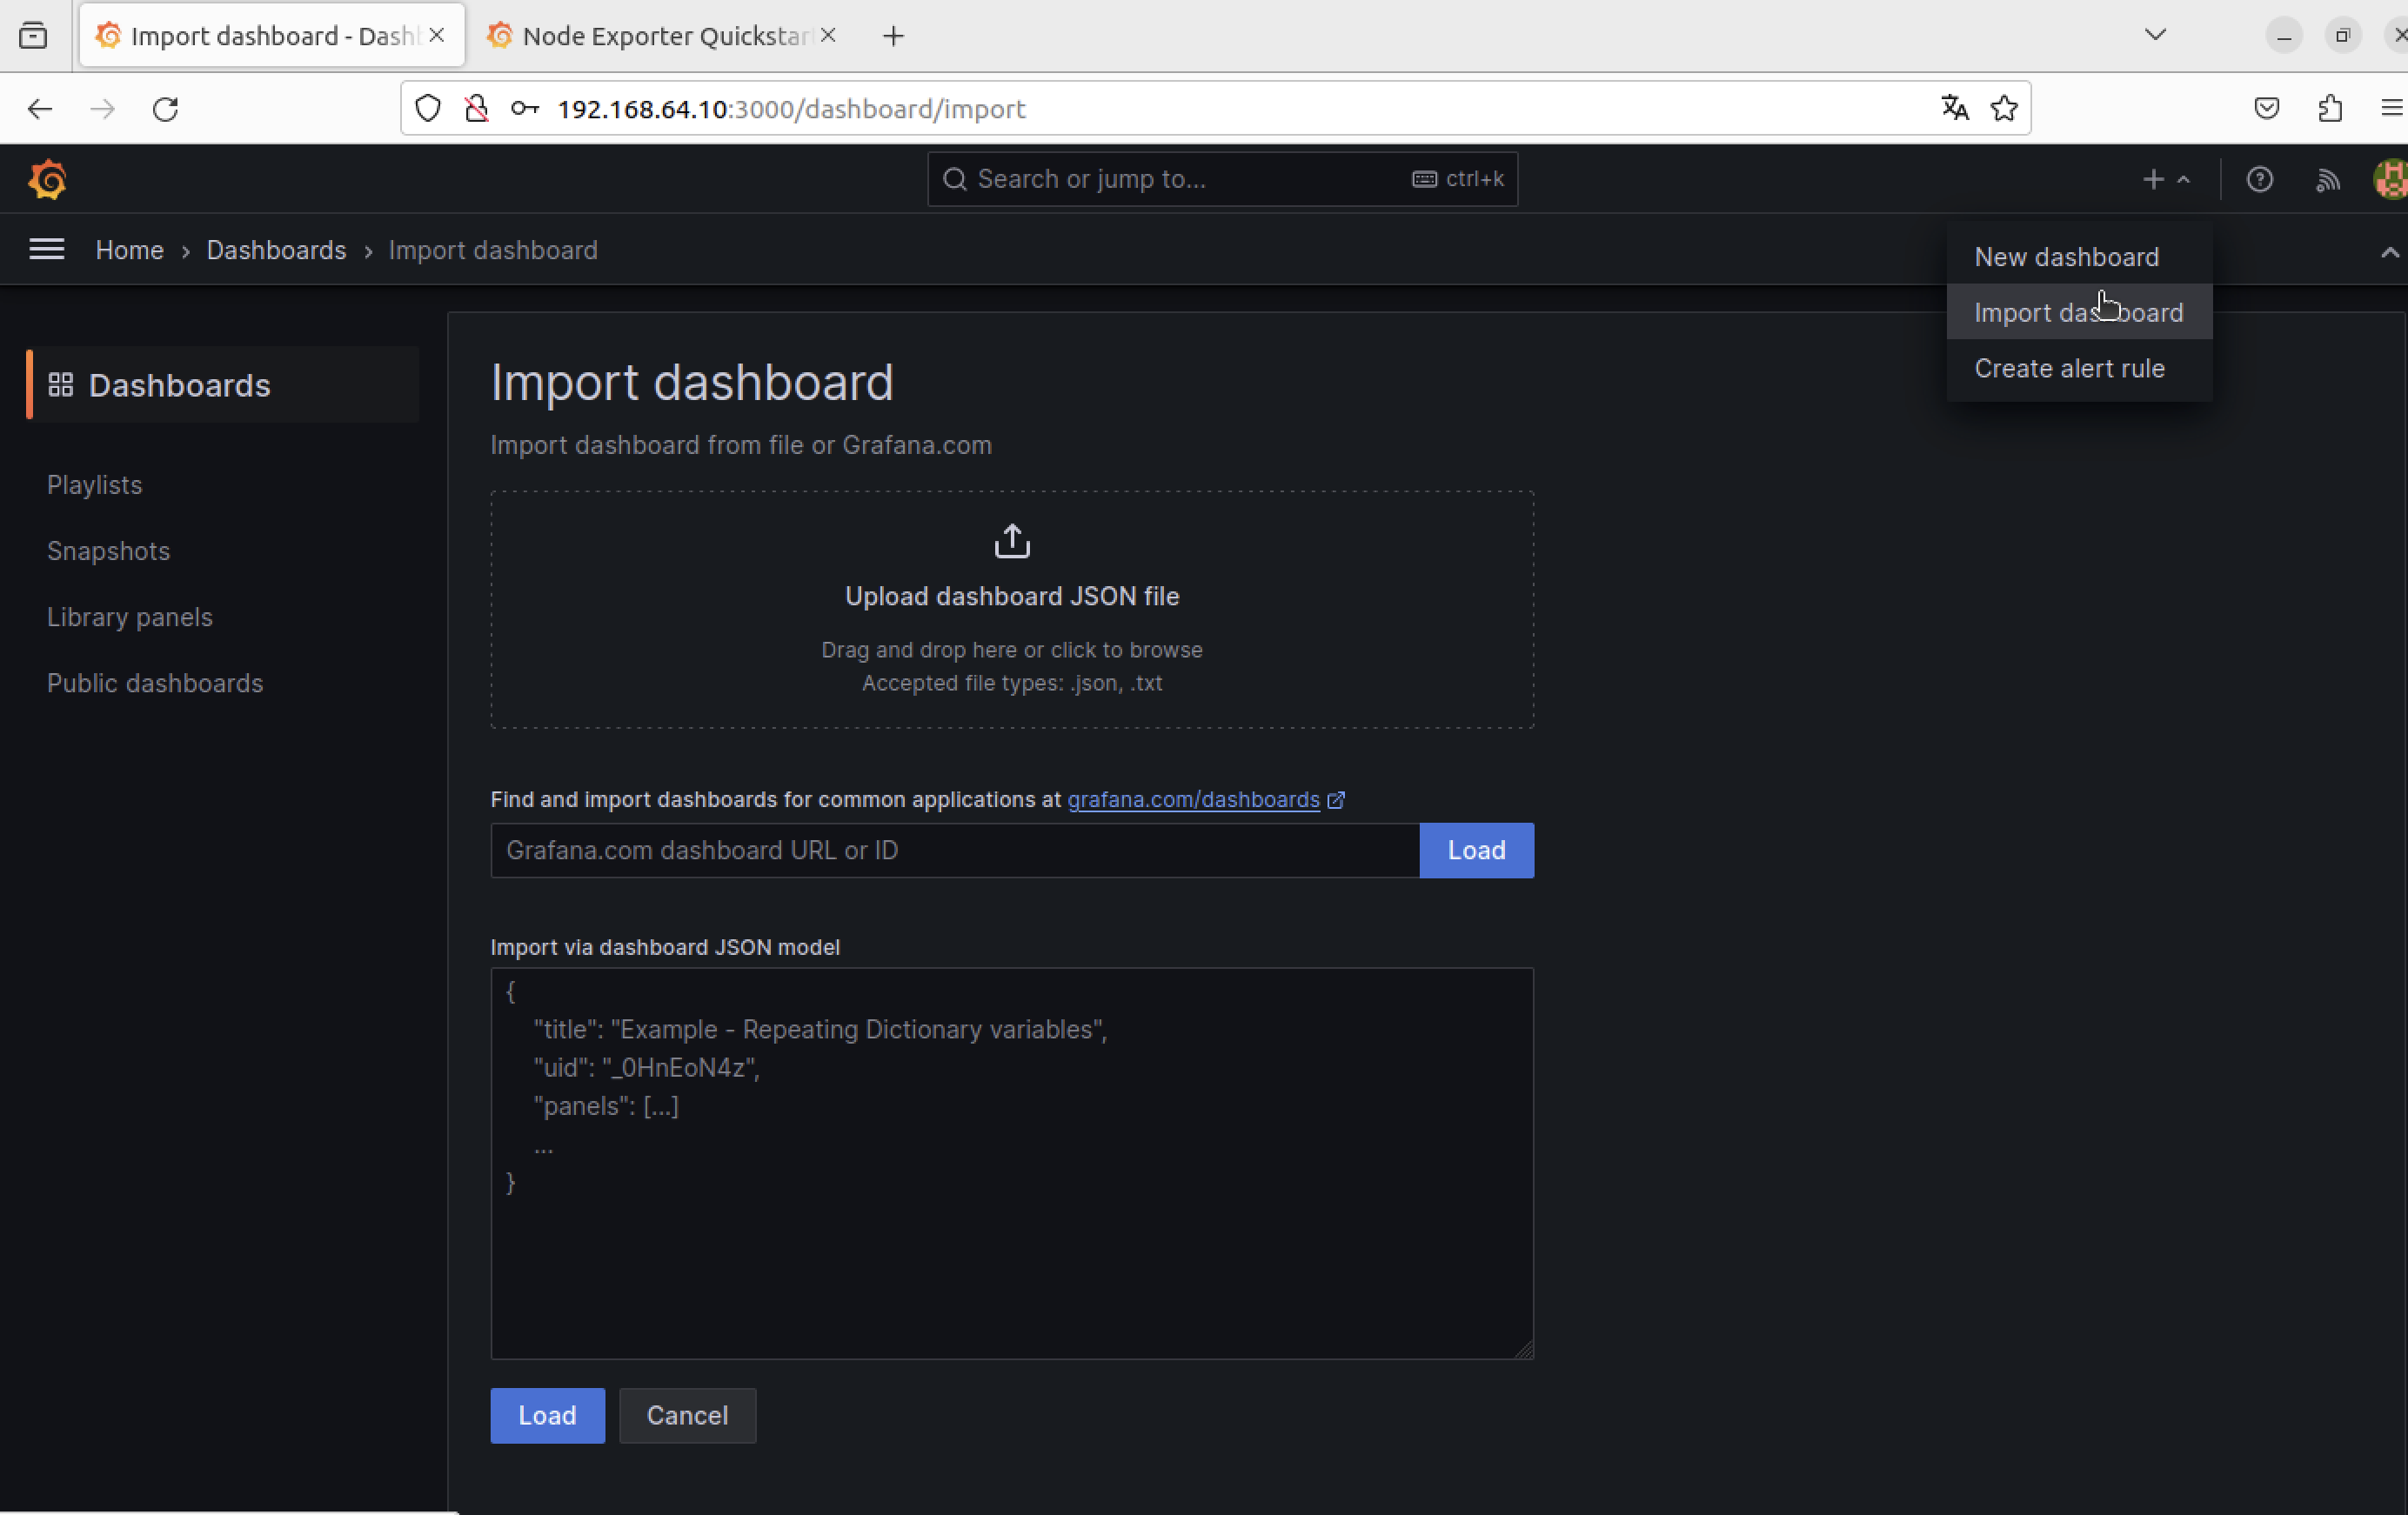 Import dashboard - Dash
Node Exporter Quickstar
192.168.64.10:3000/dashboard/import
Search or jump to...
ctrl+k
Home › Dashboards › Import dashboard
New dashboard
Import dashboard
Create alert rule
Dashboards
Playlists
Snapshots
Library panels
Public dashboards
Import dashboard
Import dashboard from file or Grafana.com
Upload dashboard JSON file
Drag and drop here or click to browse
Accepted file types: .json, .txt
Find and import dashboards for common applications at grafana.com/dashboards
Grafana.com dashboard URL or ID
Load
Import via dashboard JSON model
{
"title": "Example - Repeating Dictionary variables",
"uid": "_0HnEoN4z",
"panels": [...]
...
}
Load
Cancel